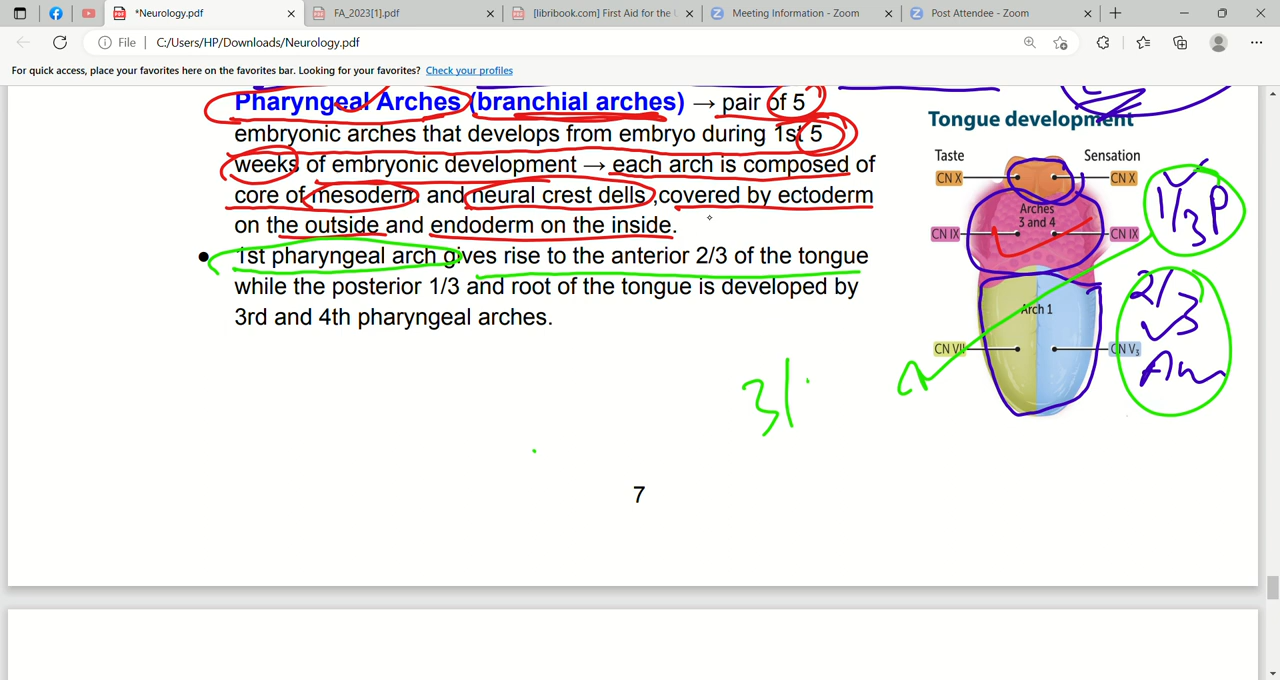 *Neurology.pdf
FA_2023[1].pdf
[libribook.com] First Aid for the U
Meeting Information - Zoom
Post Attendee - Zoom
File
C:/Users/HP/Downloads/Neurology.pdf
For quick access, place your favorites here on the favorites bar. Looking for your favorites? Check your profiles
Pharyngeal Arches (branchial arches) → pair of 5
embryonic arches that develops from embryo during 1st 5
weeks of embryonic development → each arch is composed of
core of mesoderm and neural crest dells ,covered by ectoderm
on the outside and endoderm on the inside.
● 1st pharyngeal arch gives rise to the anterior 2/3 of the tongue
while the posterior 1/3 and root of the tongue is developed by
3rd and 4th pharyngeal arches.
Tongue development
Taste
Sensation
CN X
CN X
Arches
3 and 4
CN IX
CN IX
Arch 1
CN VII
CN V3
1/3 P
2/3
3/
7